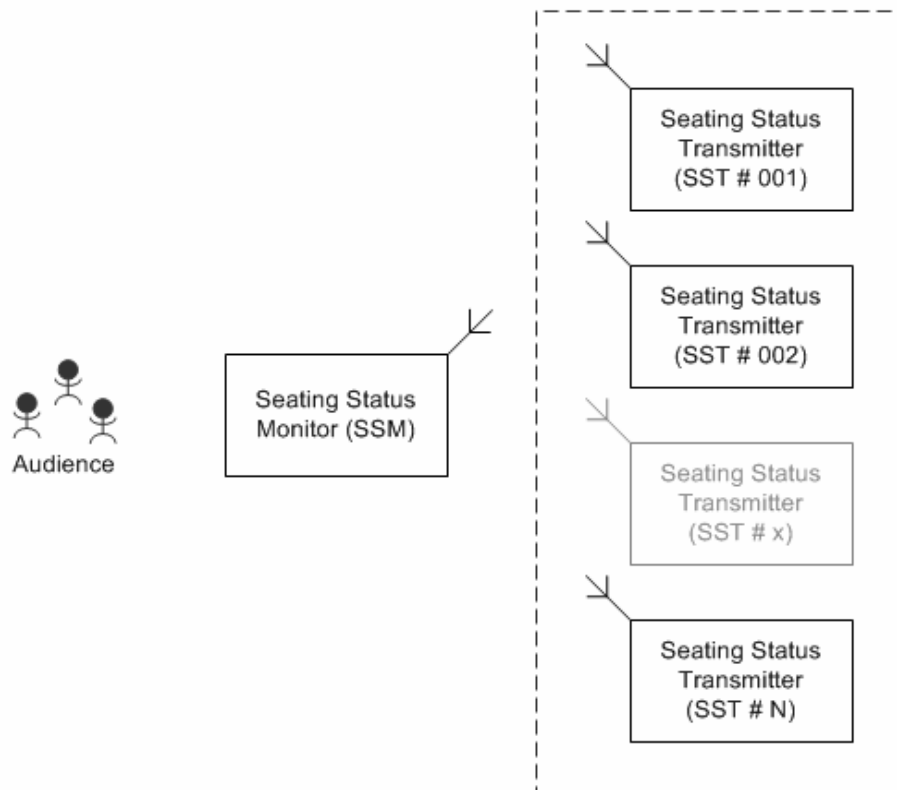 Seating Status
Transmitter
(SST # 001)
Seating Status
Transmitter
(SST # 002)
Seating Status
Monitor (SSM)
Audience
Seating Status
Transmitter
(SST # x)
Seating Status
Transmitter
(SST # N)